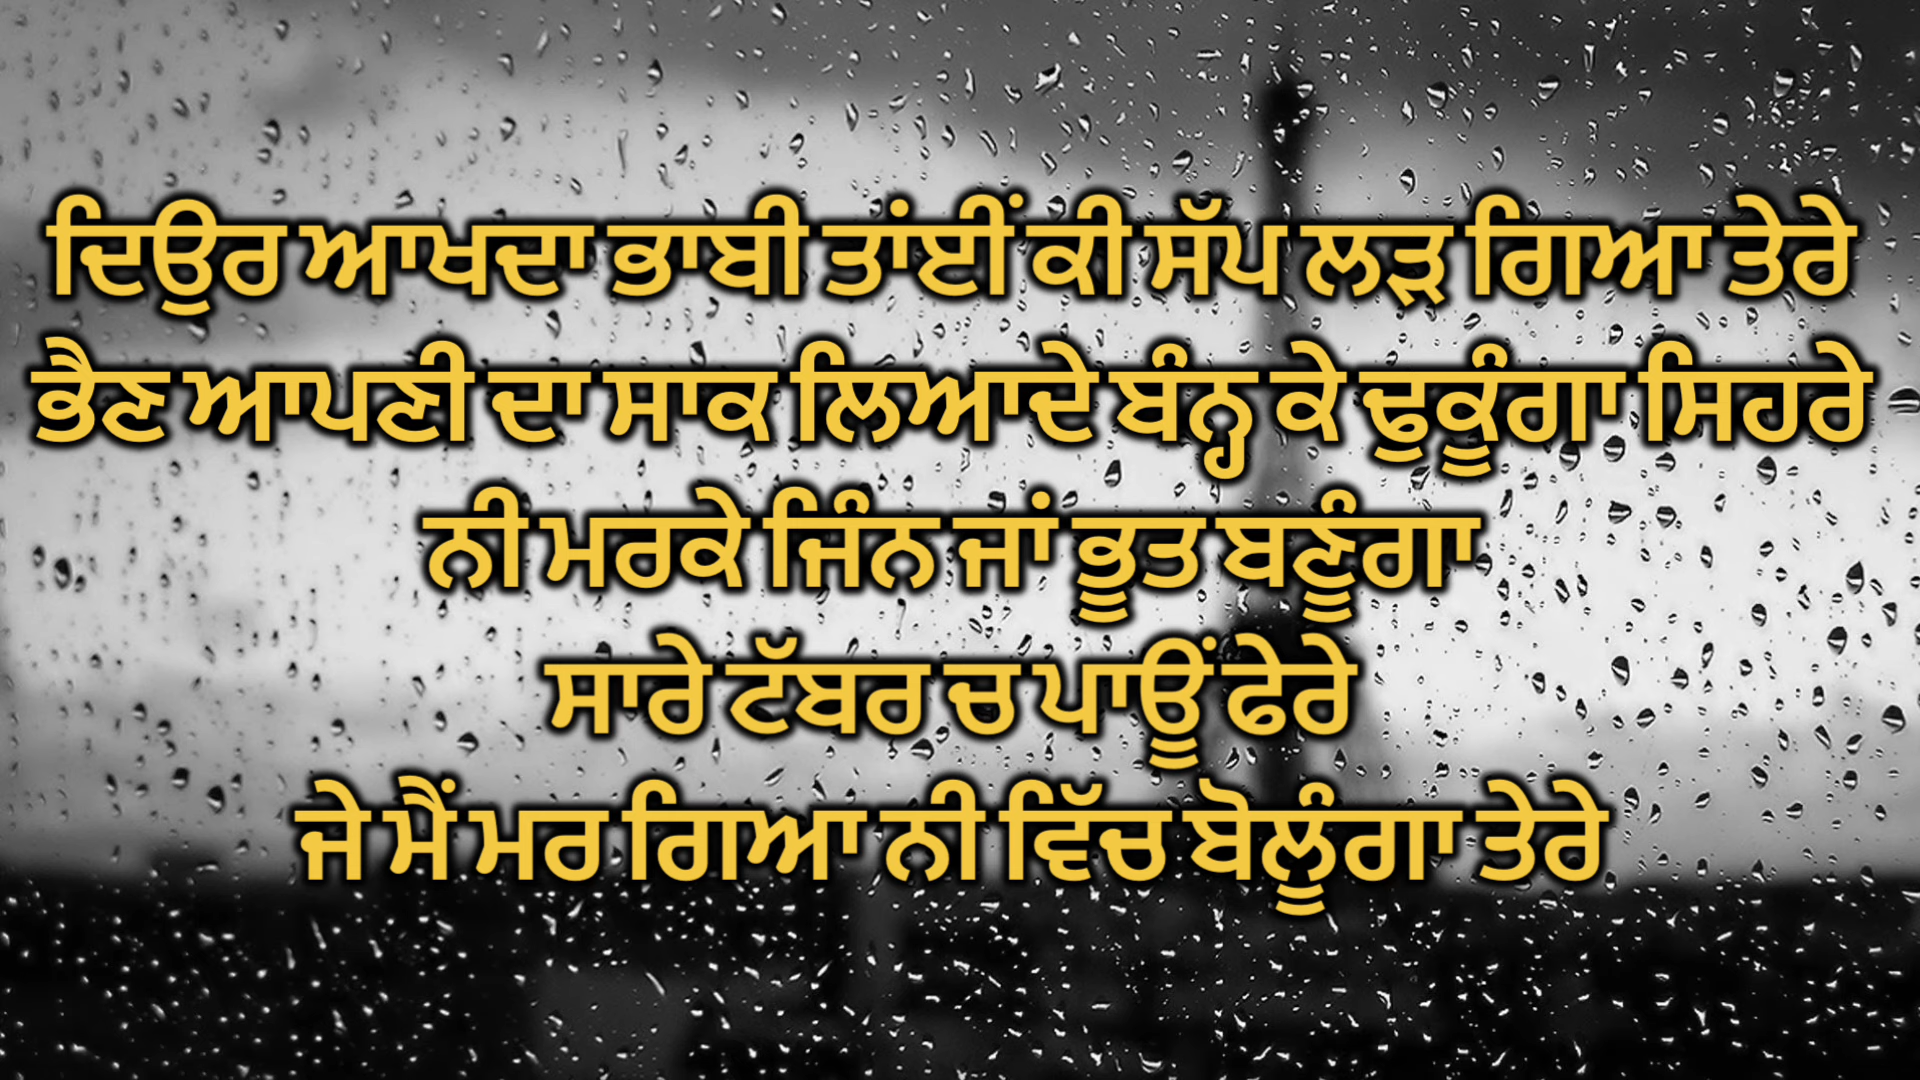 ਦਿਉਰ ਆਖਦਾ ਭਾਬੀ ਤਾਂਈਂ ਕੀ ਸੱਪ ਲੜ ਗਿਆ ਤੇਰੇ
ਭੈਣ ਆਪਣੀ ਦਾ ਸਾਕ ਲਿਆਦੇ ਬੰਨ੍ਹ ਕੇ ਢੁਕੂੰਗਾ ਸਿਹਰੇ
ਨੀ ਮਰਕੇ ਜਿੰਨ ਜਾਂ ਭੂਤ ਬਣੂੰਗਾ
ਸਾਰੇ ਟੱਬਰ ਚ ਪਾਊਂ ਫੇਰੇ
ਜੇ ਮੈਂ ਮਰ ਗਿਆ ਨੀ ਵਿੱਚ ਬੋਲੂੰਗਾ ਤੇਰੇ